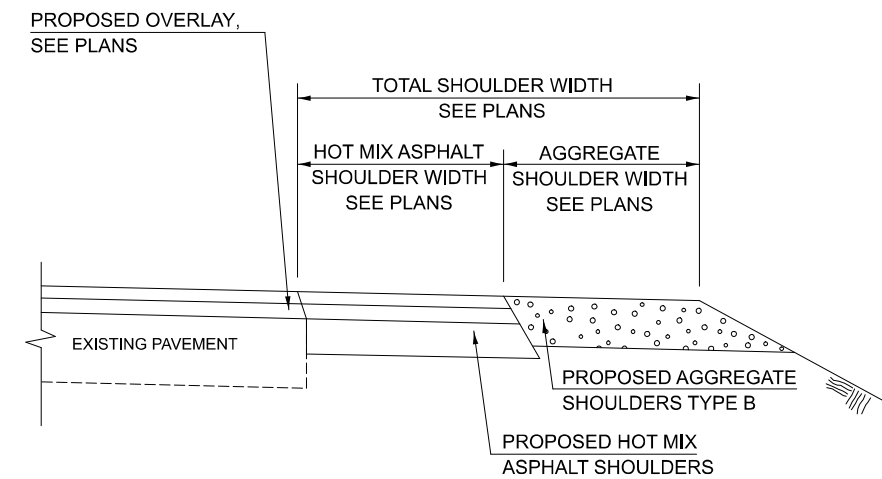 PROPOSED OVERLAY,
SEE PLANS
TOTAL SHOULDER WIDTH
SEE PLANS
HOT MIX ASPHALT
SHOULDER WIDTH
SEE PLANS
AGGREGATE
SHOULDER WIDTH
SEE PLANS
EXISTING PAVEMENT
PROPOSED AGGREGATE
SHOULDERS TYPE B
PROPOSED HOT MIX
ASPHALT SHOULDERS